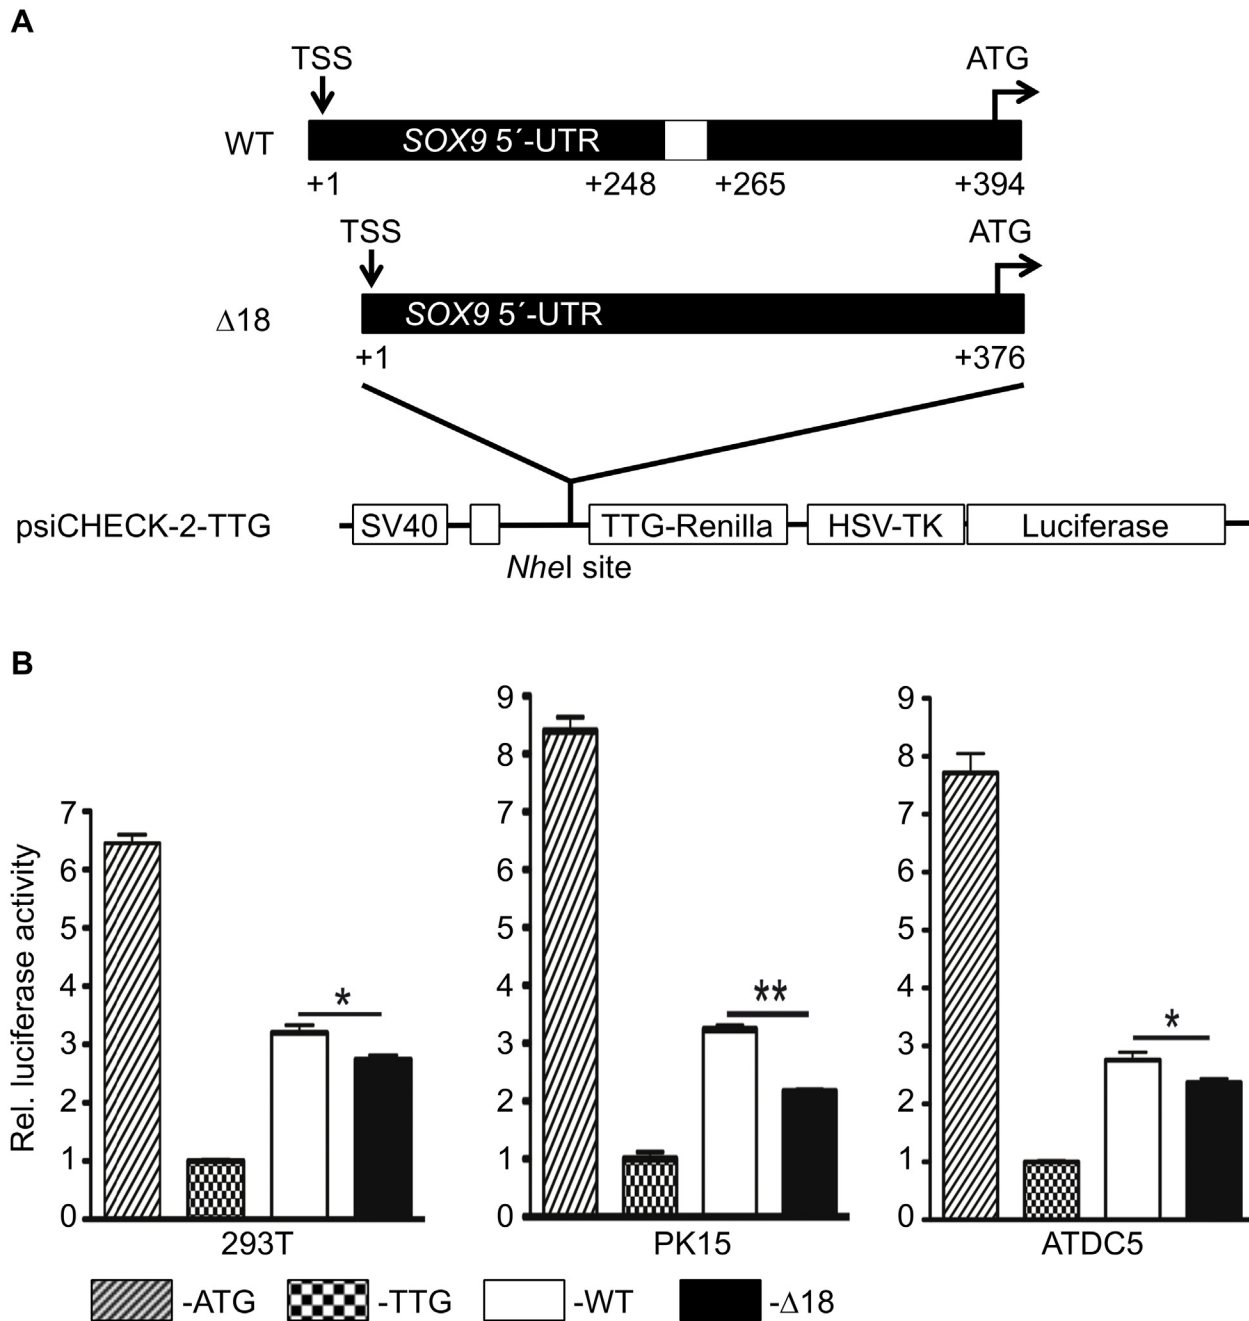 A
TSS ATG
WT SOX9 5´-UTR
+1 +248 +265 +394
TSS ATG
Δ18 SOX9 5´-UTR
+1 +376
psiCHECK-2-TTG SV40 TTG-Renilla HSV-TK Luciferase
NheI site
B
Rel. luciferase activity
7
6
5
4
3
2
1
0
*
293T
9
8
7
6
5
4
3
2
1
0
**
PK15
9
8
7
6
5
4
3
2
1
0
*
ATDC5
-ATG -TTG -WT -Δ18